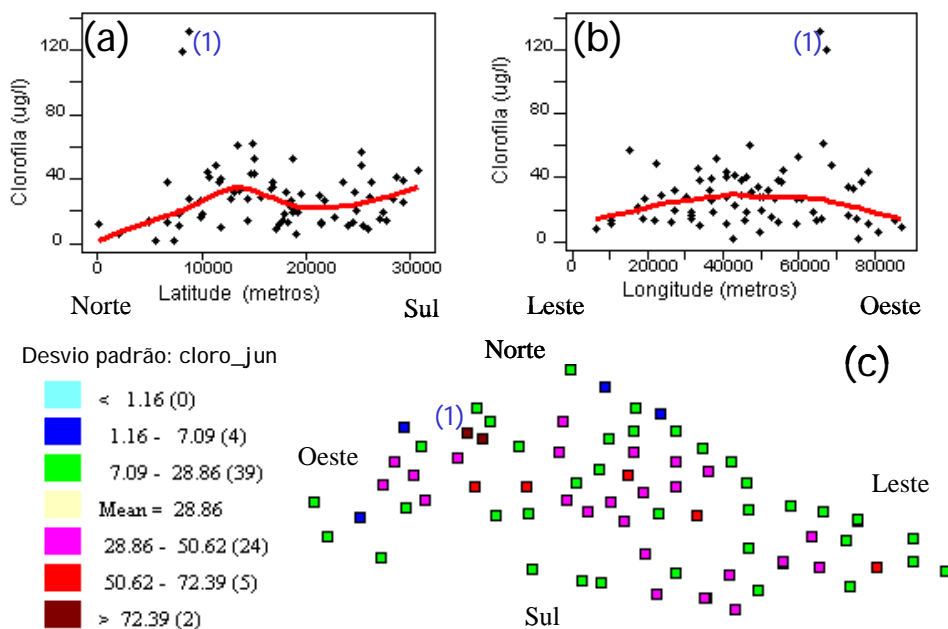 (a)
(1)
Clorofila (ug/l)
120
80
40
0
0 10000 20000 30000
Latitude (metros)
Norte Sul
(b)
(1)
Clorofila (ug/l)
120
80
40
0
0 20000 40000 60000 80000
Longitude (metros)
Leste Oeste
Desvio padrão: cloro_jun
< 1.16 (0)
1.16 - 7.09 (4)
7.09 - 28.86 (39)
Mean = 28.86
28.86 - 50.62 (24)
50.62 - 72.39 (5)
> 72.39 (2)
(c)
Norte
(1)
Oeste
Leste
Sul